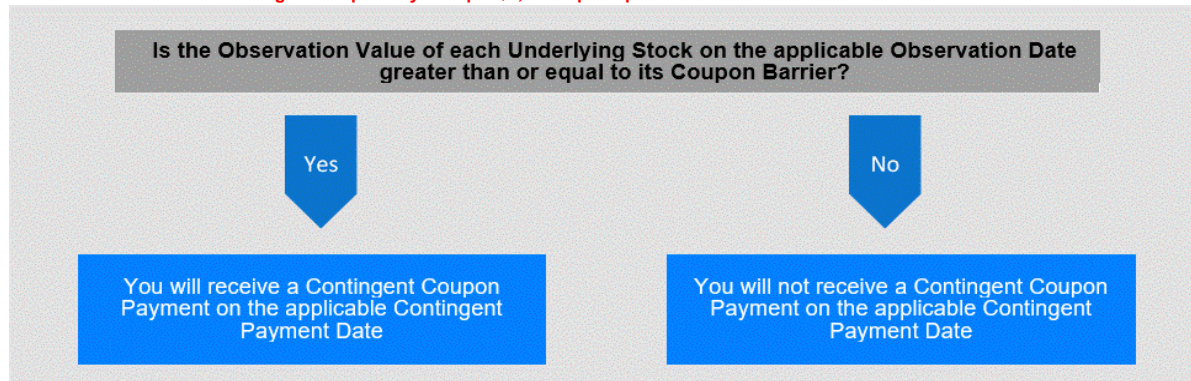 Is the Observation Value of each Underlying Stock on the applicable Observation Date
greater than or equal to its Coupon Barrier?
Yes
No
You will receive a Contingent Coupon
Payment on the applicable Contingent
Payment Date
You will not receive a Contingent Coupon
Payment on the applicable Contingent
Payment Date